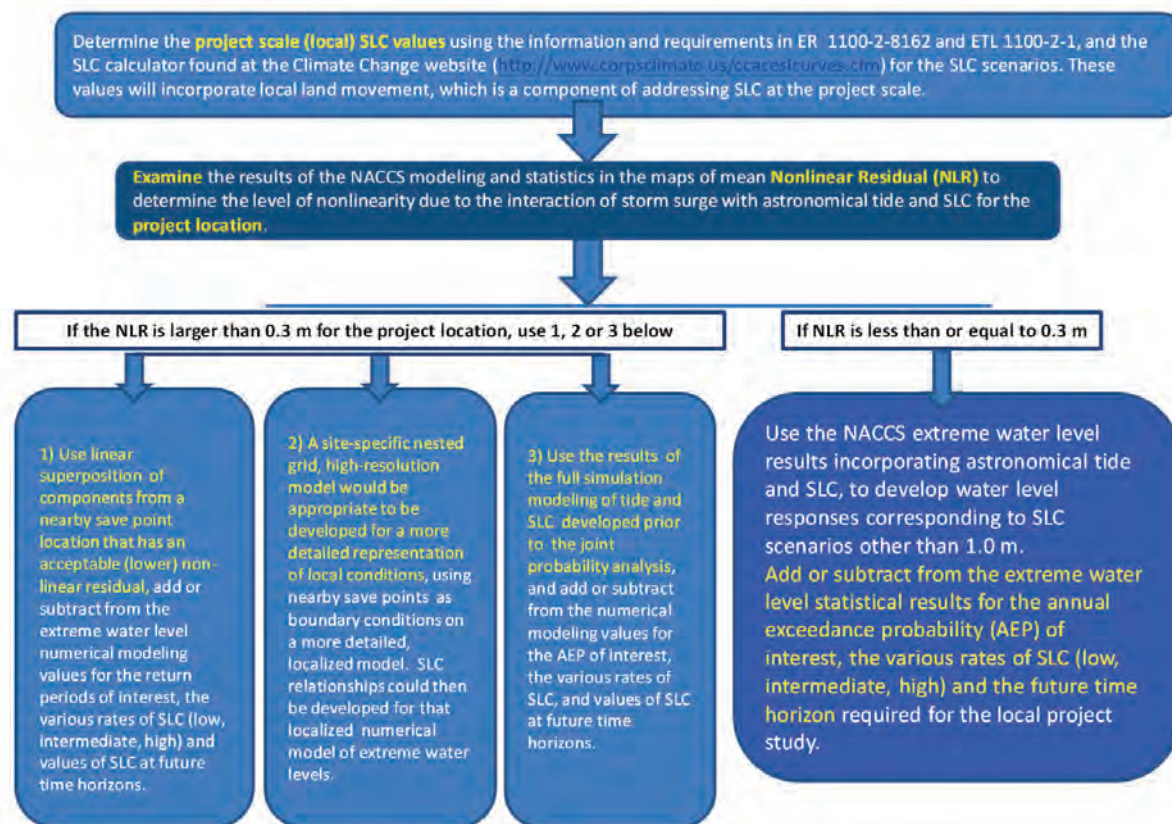 Determine the project scale (local) SLC values using the information and requirements in ER 1100-2-8162 and ETL 1100-2-1, and the
SLC calculator found at the Climate Change website (http://www.corpsclimate.us/ccaceslcurves.cfm) for the SLC scenarios. These
values will incorporate local land movement, which is a component of addressing SLC at the project scale.
Examine the results of the NACCS modeling and statistics in the maps of mean Nonlinear Residual (NLR) to
determine the level of nonlinearity due to the interaction of storm surge with astronomical tide and SLC for the
project location.
If the NLR is larger than 0.3 m for the project location, use 1, 2 or 3 below
If NLR is less than or equal to 0.3 m
1) Use linear
superposition of
components from a
nearby save point
location that has an
acceptable (lower) non-
linear residual, add or
subtract from the
extreme water level
numerical modeling
values for the return
periods of interest, the
various rates of SLC (low,
intermediate, high) and
values of SLC at future
time horizons.
2) A site-specific nested
grid, high-resolution
model would be
appropriate to be
developed for a more
detailed representation
of local conditions, using
nearby save points as
boundary conditions on
a more detailed,
localized model. SLC
relationships could then
be developed for that
localized numerical
model of extreme water
levels.
3) Use the results of
the full simulation
modeling of tide and
SLC developed prior
to the joint
probability analysis,
and add or subtract
from the numerical
modeling values for
the AEP of interest,
the various rates of
SLC, and values of SLC
at future time
horizons.
Use the NACCS extreme water level
results incorporating astronomical tide
and SLC, to develop water level
responses corresponding to SLC
scenarios other than 1.0 m.
Add or subtract from the extreme water
level statistical results for the annual
exceedance probability (AEP) of
interest, the various rates of SLC (low,
intermediate, high) and the future time
horizon required for the local project
study.